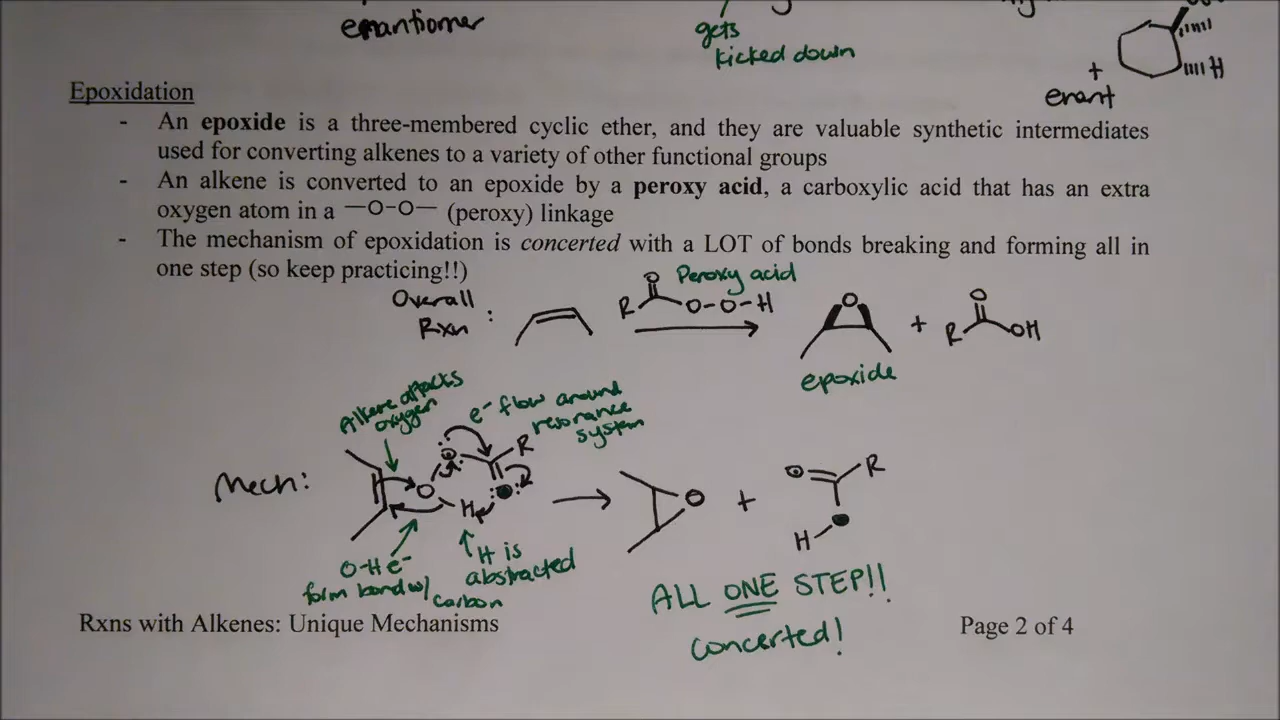 enantiomer
gets
kicked down
+
H
enant
Epoxidation
- An epoxide is a three-membered cyclic ether, and they are valuable synthetic intermediates
used for converting alkenes to a variety of other functional groups
- An alkene is converted to an epoxide by a peroxy acid, a carboxylic acid that has an extra
oxygen atom in a —O-O— (peroxy) linkage
- The mechanism of epoxidation is concerted with a LOT of bonds breaking and forming all in
one step (so keep practicing!!)
Peroxy acid
Overall
Rxn :
R O O-O-H
O
+ R O OH
epoxide
Alkene attacks
oxygen
e- flow around
resonance
system
Mech:
O O R O H
O
+
O R
H
O-H e-
form bond w/
carbon
H is
abstracted
ALL ONE STEP!!
concerted!
Rxns with Alkenes: Unique Mechanisms
Page 2 of 4